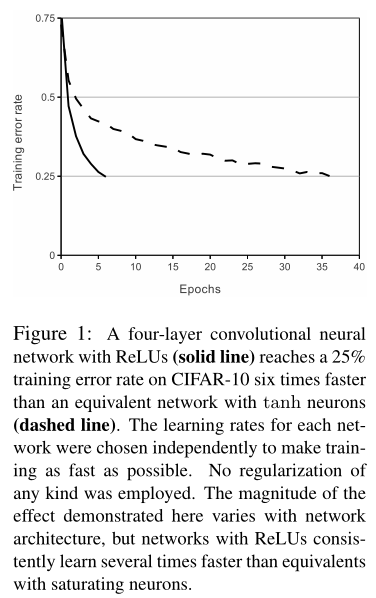 0.75
0.5
0.25
0
Training error rate
0 5 10 15 20 25 30 35 40
Epochs
Figure 1: A four-layer convolutional neural
network with ReLUs (solid line) reaches a 25%
training error rate on CIFAR-10 six times faster
than an equivalent network with tanh neurons
(dashed line). The learning rates for each net-
work were chosen independently to make train-
ing as fast as possible. No regularization of
any kind was employed. The magnitude of the
effect demonstrated here varies with network
architecture, but networks with ReLUs consis-
tently learn several times faster than equivalents
with saturating neurons.